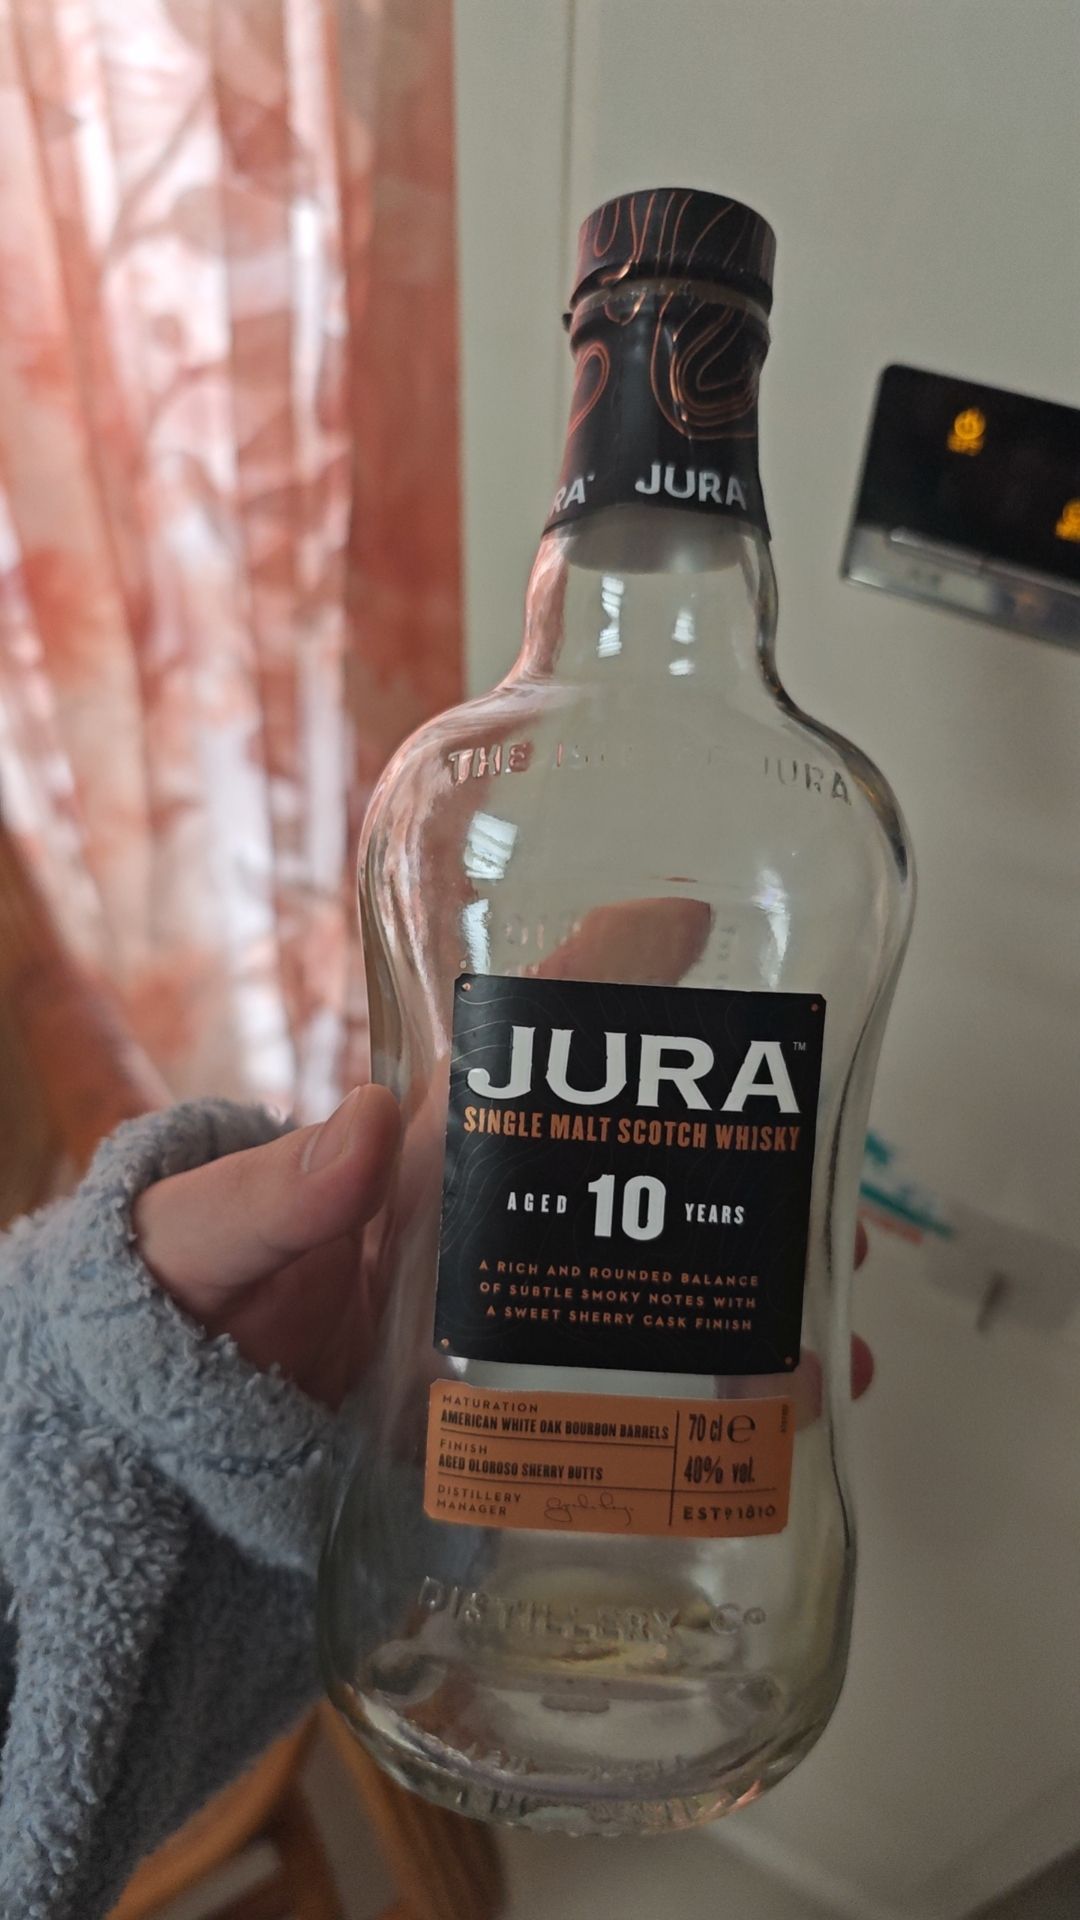 JURA
THE ISLE OF JURA
JURA™
SINGLE MALT SCOTCH WHISKY
AGED 10 YEARS
A RICH AND ROUNDED BALANCE
OF SUBTLE SMOKY NOTES WITH
A SWEET SHERRY CASK FINISH
MATURATION
AMERICAN WHITE OAK BOURBON BARRELS
FINISH
AGED OLOROSO SHERRY BUTTS
DISTILLERY
MANAGER
70 cl e
40% vol.
ESTD 1810
DISTILLERY Co